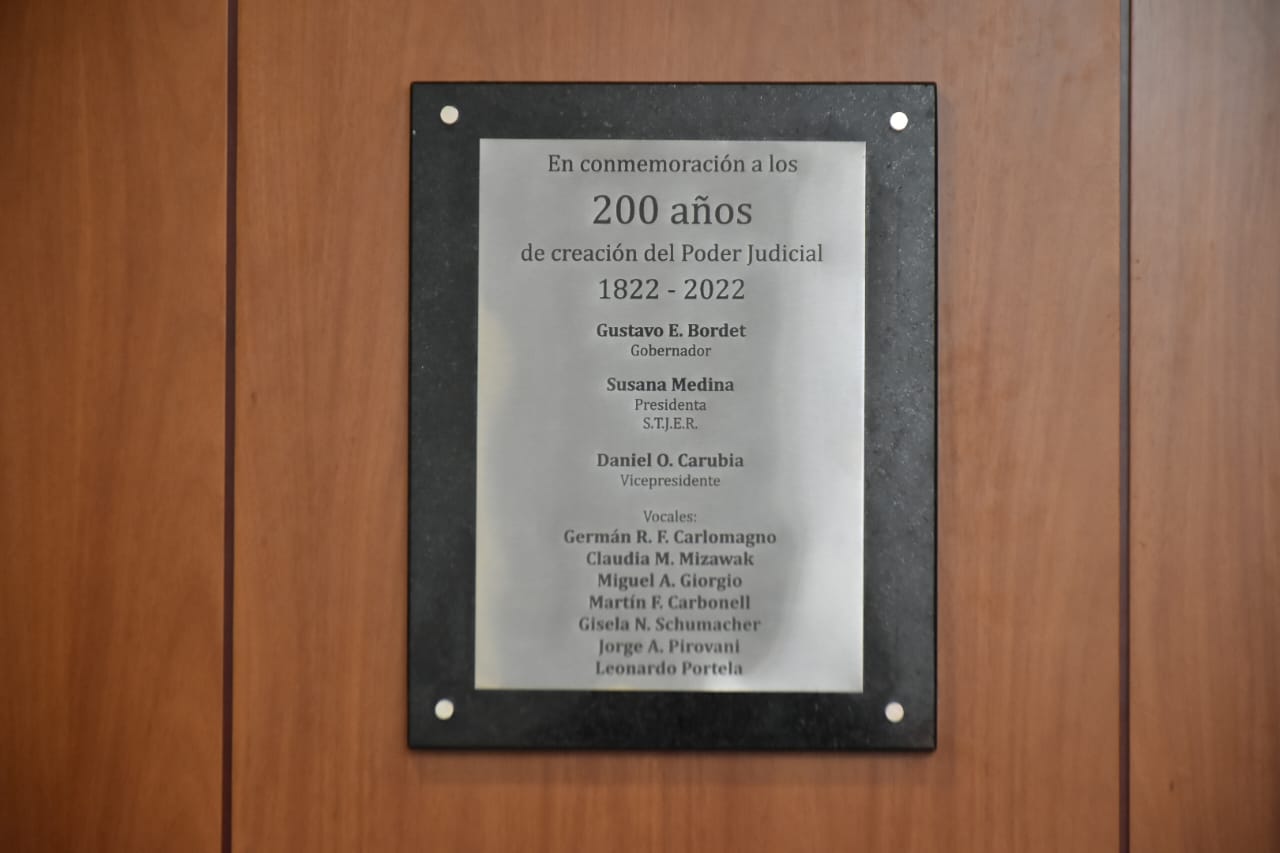 En conmemoración a los
200 años
de creación del Poder Judicial
1822 - 2022
Gustavo E. Bordet
Gobernador
Susana Medina
Presidenta
S.T.J.E.R.
Daniel O. Carubia
Vicepresidente
Vocales:
Germán R. F. Carlomagno
Claudia M. Mizawak
Miguel A. Giorgio
Martín F. Carbonell
Gisela N. Schumacher
Jorge A. Pirovani
Leonardo Portela